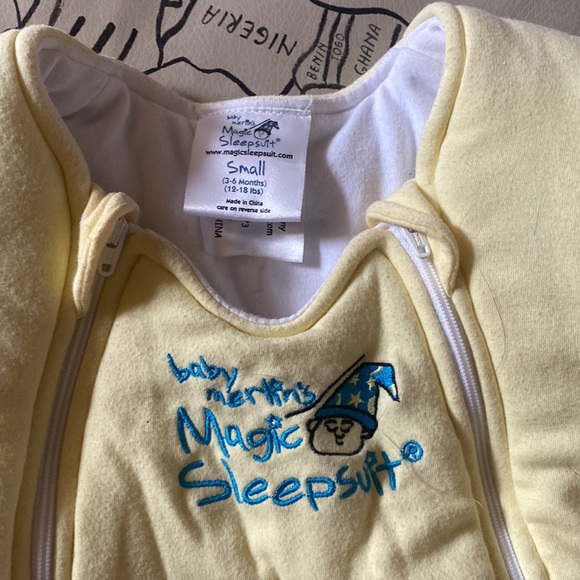 NIGERIA
BENIN
TOGO
GHANA
baby
merlin's
Magic
Sleepsuit®
www.magicsleepsuit.com
Small
(3-6 Months)
(12-18 lbs)
Made in China
care on reverse side
baby
merlin's
Magic
Sleepsuit®